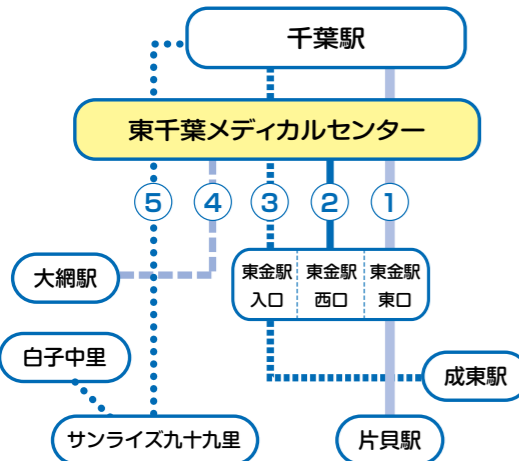 千葉駅
東千葉メディカルセンター
⑤ ④ ③ ② ①
大網駅
東金駅 東金駅 東金駅
入口 西口 東口
白子中里
成東駅
サンライズ九十九里
片貝駅